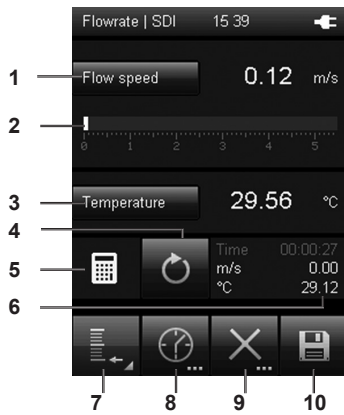 Flowrate | SDI 15 39
1 Flow speed 0.12 m/s
2
0 1 2 3 4 5
3 Temperature 29.56 °C
4
Time 00:00:27
5 m/s 0.00
6 °C 29.12
7 8 9 10